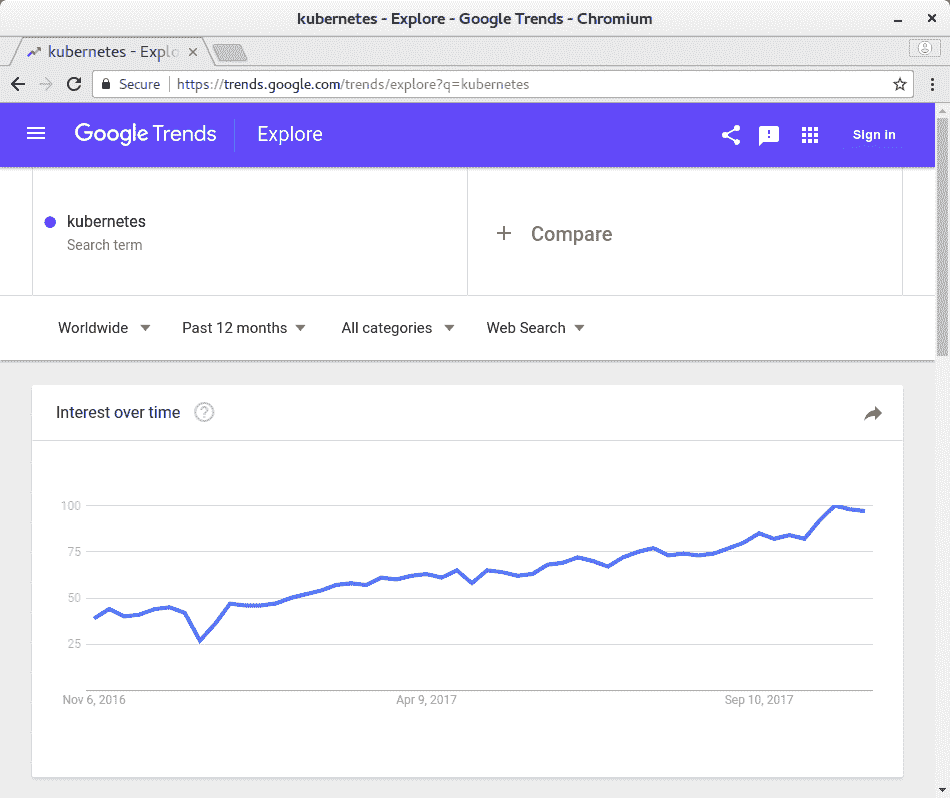 kubernetes - Explore - Google Trends - Chromium
kubernetes - Explo
Secure https://trends.google.com/trends/explore?q=kubernetes
Google Trends Explore Sign in
kubernetes
Search term
+ Compare
Worldwide Past 12 months All categories Web Search
Interest over time ?
100
75
50
25
Nov 6, 2016 Apr 9, 2017 Sep 10, 2017